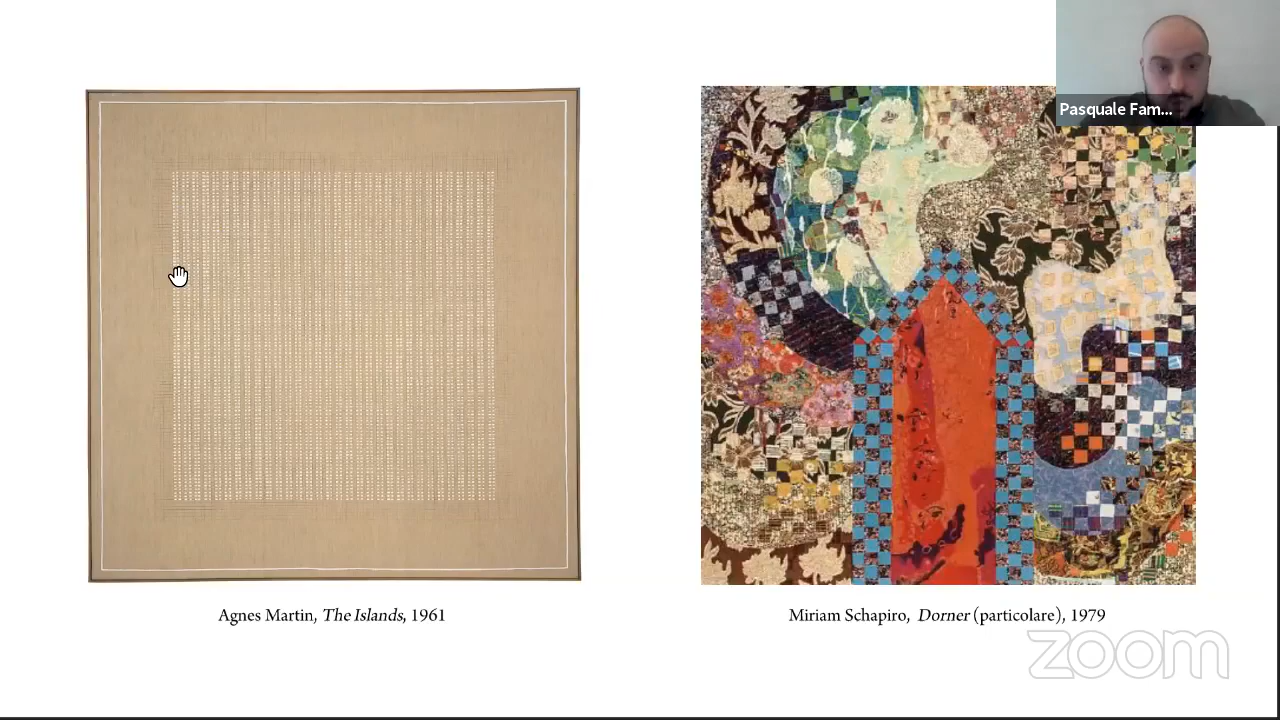 Pasquale Fam...
Agnes Martin, The Islands, 1961
Miriam Schapiro, Dorner (particolare), 1979
zoom